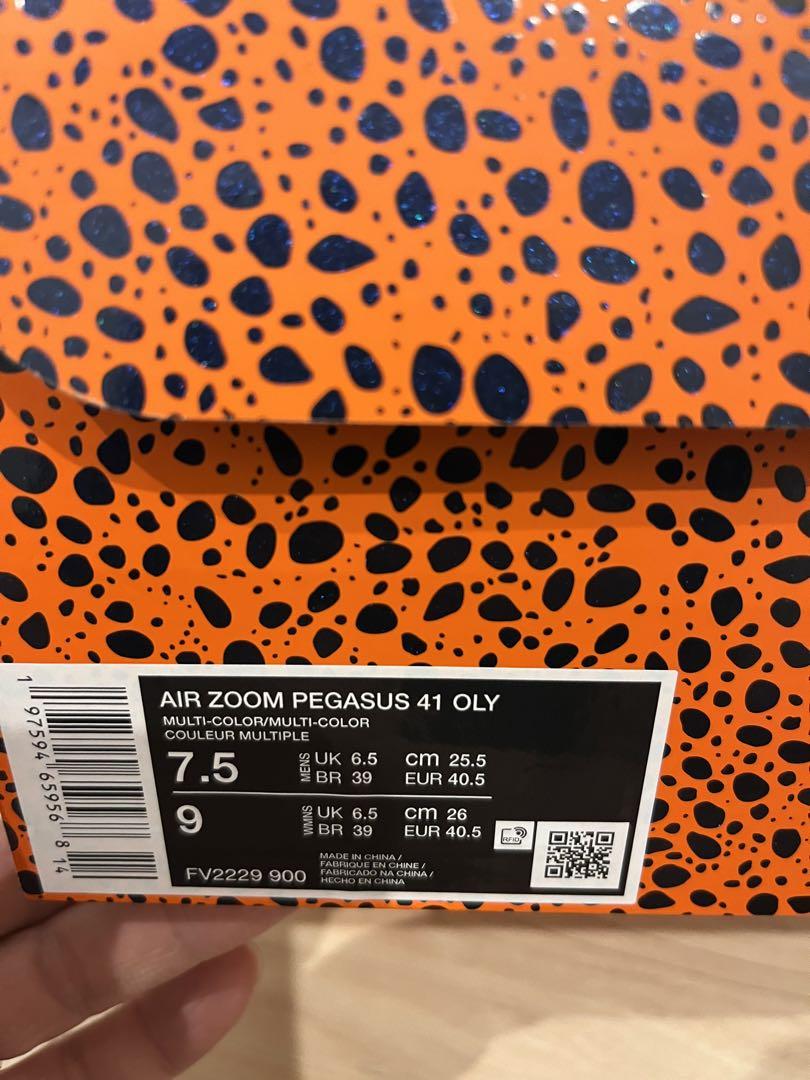 AIR ZOOM PEGASUS 41 OLY
MULTI-COLOR/MULTI-COLOR
COULEUR MULTIPLE
7.5 MENS UK 6.5 cm 25.5
BR 39 EUR 40.5
9 WMNS UK 6.5 cm 26
BR 39 EUR 40.5
RFID
FV2229 900
MADE IN CHINA /
FABRIQUE EN CHINE /
FABRICADO NA CHINA /
HECHO EN CHINA
1 97594 65956 8 14